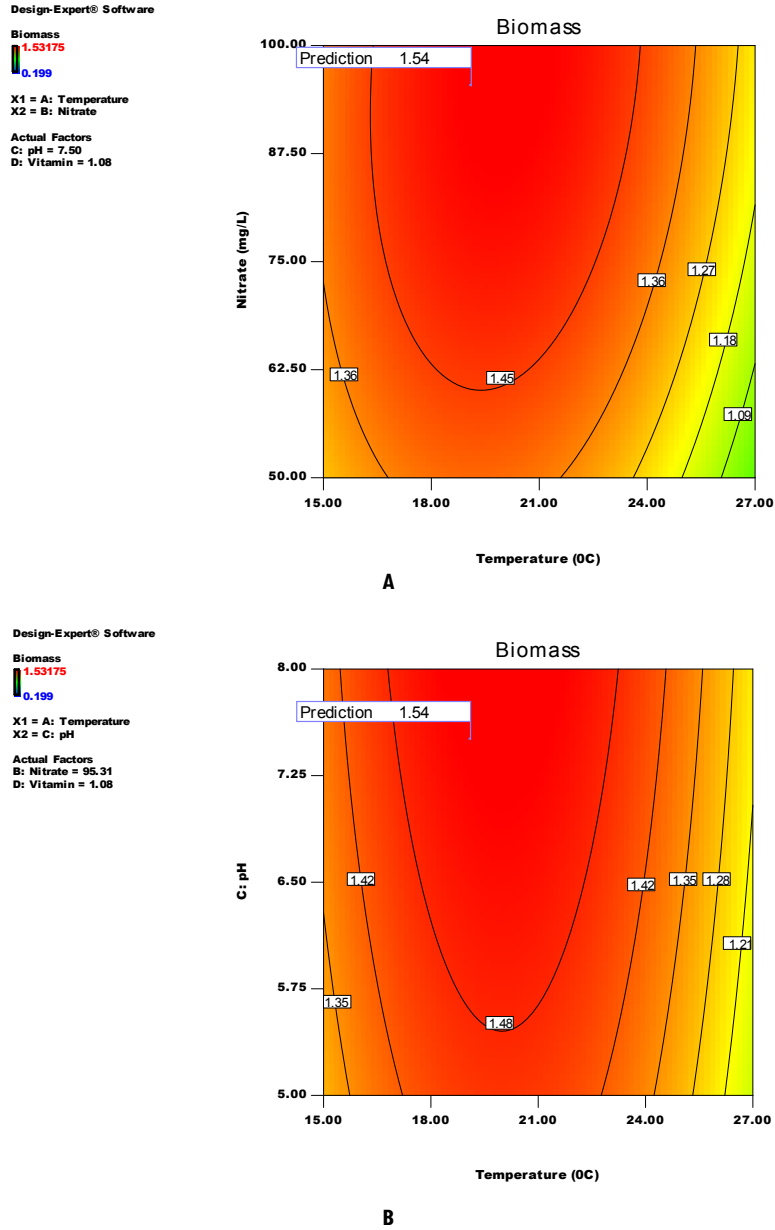 Design-Expert® Software
Biomass
1.53175
0.199
X1 = A: Temperature
X2 = B: Nitrate
Actual Factors
C: pH = 7.50
D: Vitamin = 1.08
Biomass
100.00
87.50
75.00
62.50
50.00
Nitrate (mg/L)
Prediction 1.54
1.36
1.45
1.36
1.27
1.18
1.09
15.00 18.00 21.00 24.00 27.00
Temperature (0C)
A
Design-Expert® Software
Biomass
1.53175
0.199
X1 = A: Temperature
X2 = C: pH
Actual Factors
B: Nitrate = 95.31
D: Vitamin = 1.08
Biomass
8.00
7.25
6.50
5.75
5.00
C: pH
Prediction 1.54
1.42
1.35
1.48
1.42
1.35
1.28
1.21
15.00 18.00 21.00 24.00 27.00
Temperature (0C)
B